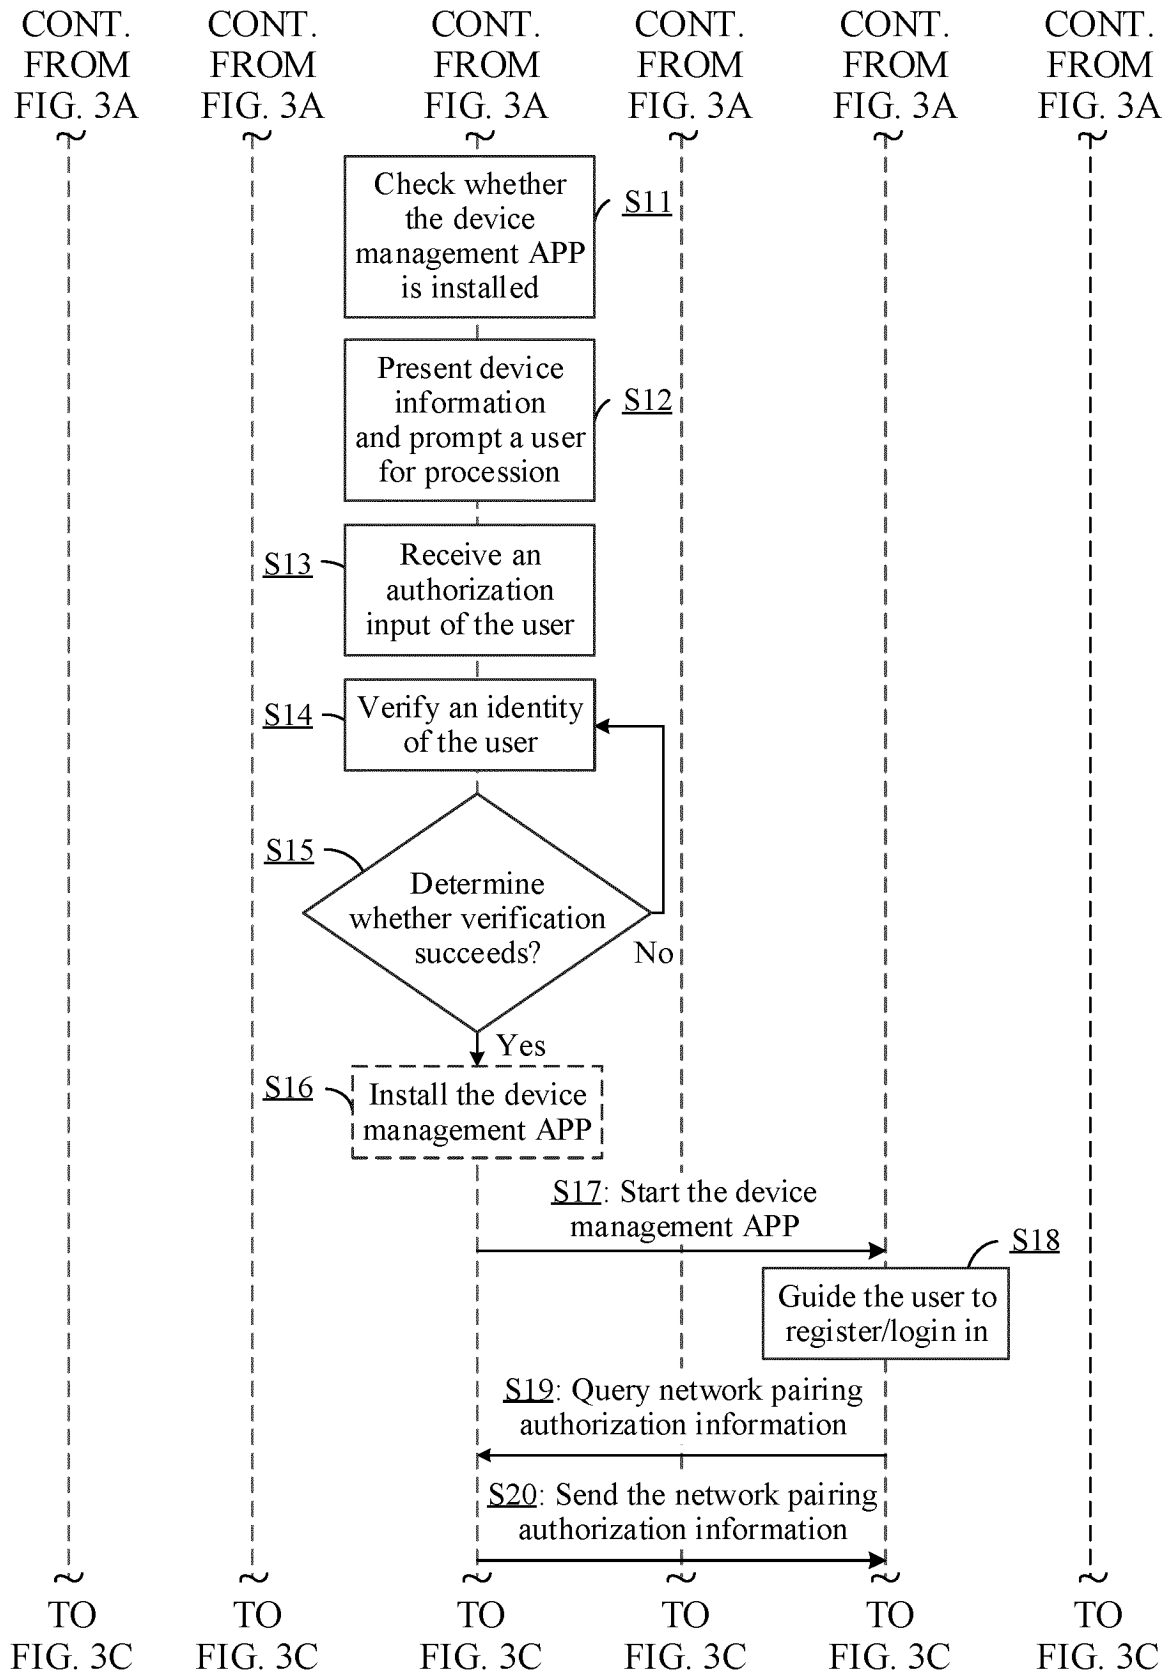 CONT. FROM FIG. 3A
CONT. FROM FIG. 3A
CONT. FROM FIG. 3A
CONT. FROM FIG. 3A
CONT. FROM FIG. 3A
CONT. FROM FIG. 3A
Check whether
the device
management APP
is installed
S11
Present device
information
and prompt a user
for procession
S12
S13
Receive an
authorization
input of the user
S14
Verify an identity
of the user
S15
Determine
whether verification
succeeds?
No
Yes
S16
Install the device
management APP
S17: Start the device
management APP
S18
Guide the user to
register/login in
S19: Query network pairing
authorization information
S20: Send the network pairing
authorization information
TO FIG. 3C
TO FIG. 3C
TO FIG. 3C
TO FIG. 3C
TO FIG. 3C
TO FIG. 3C